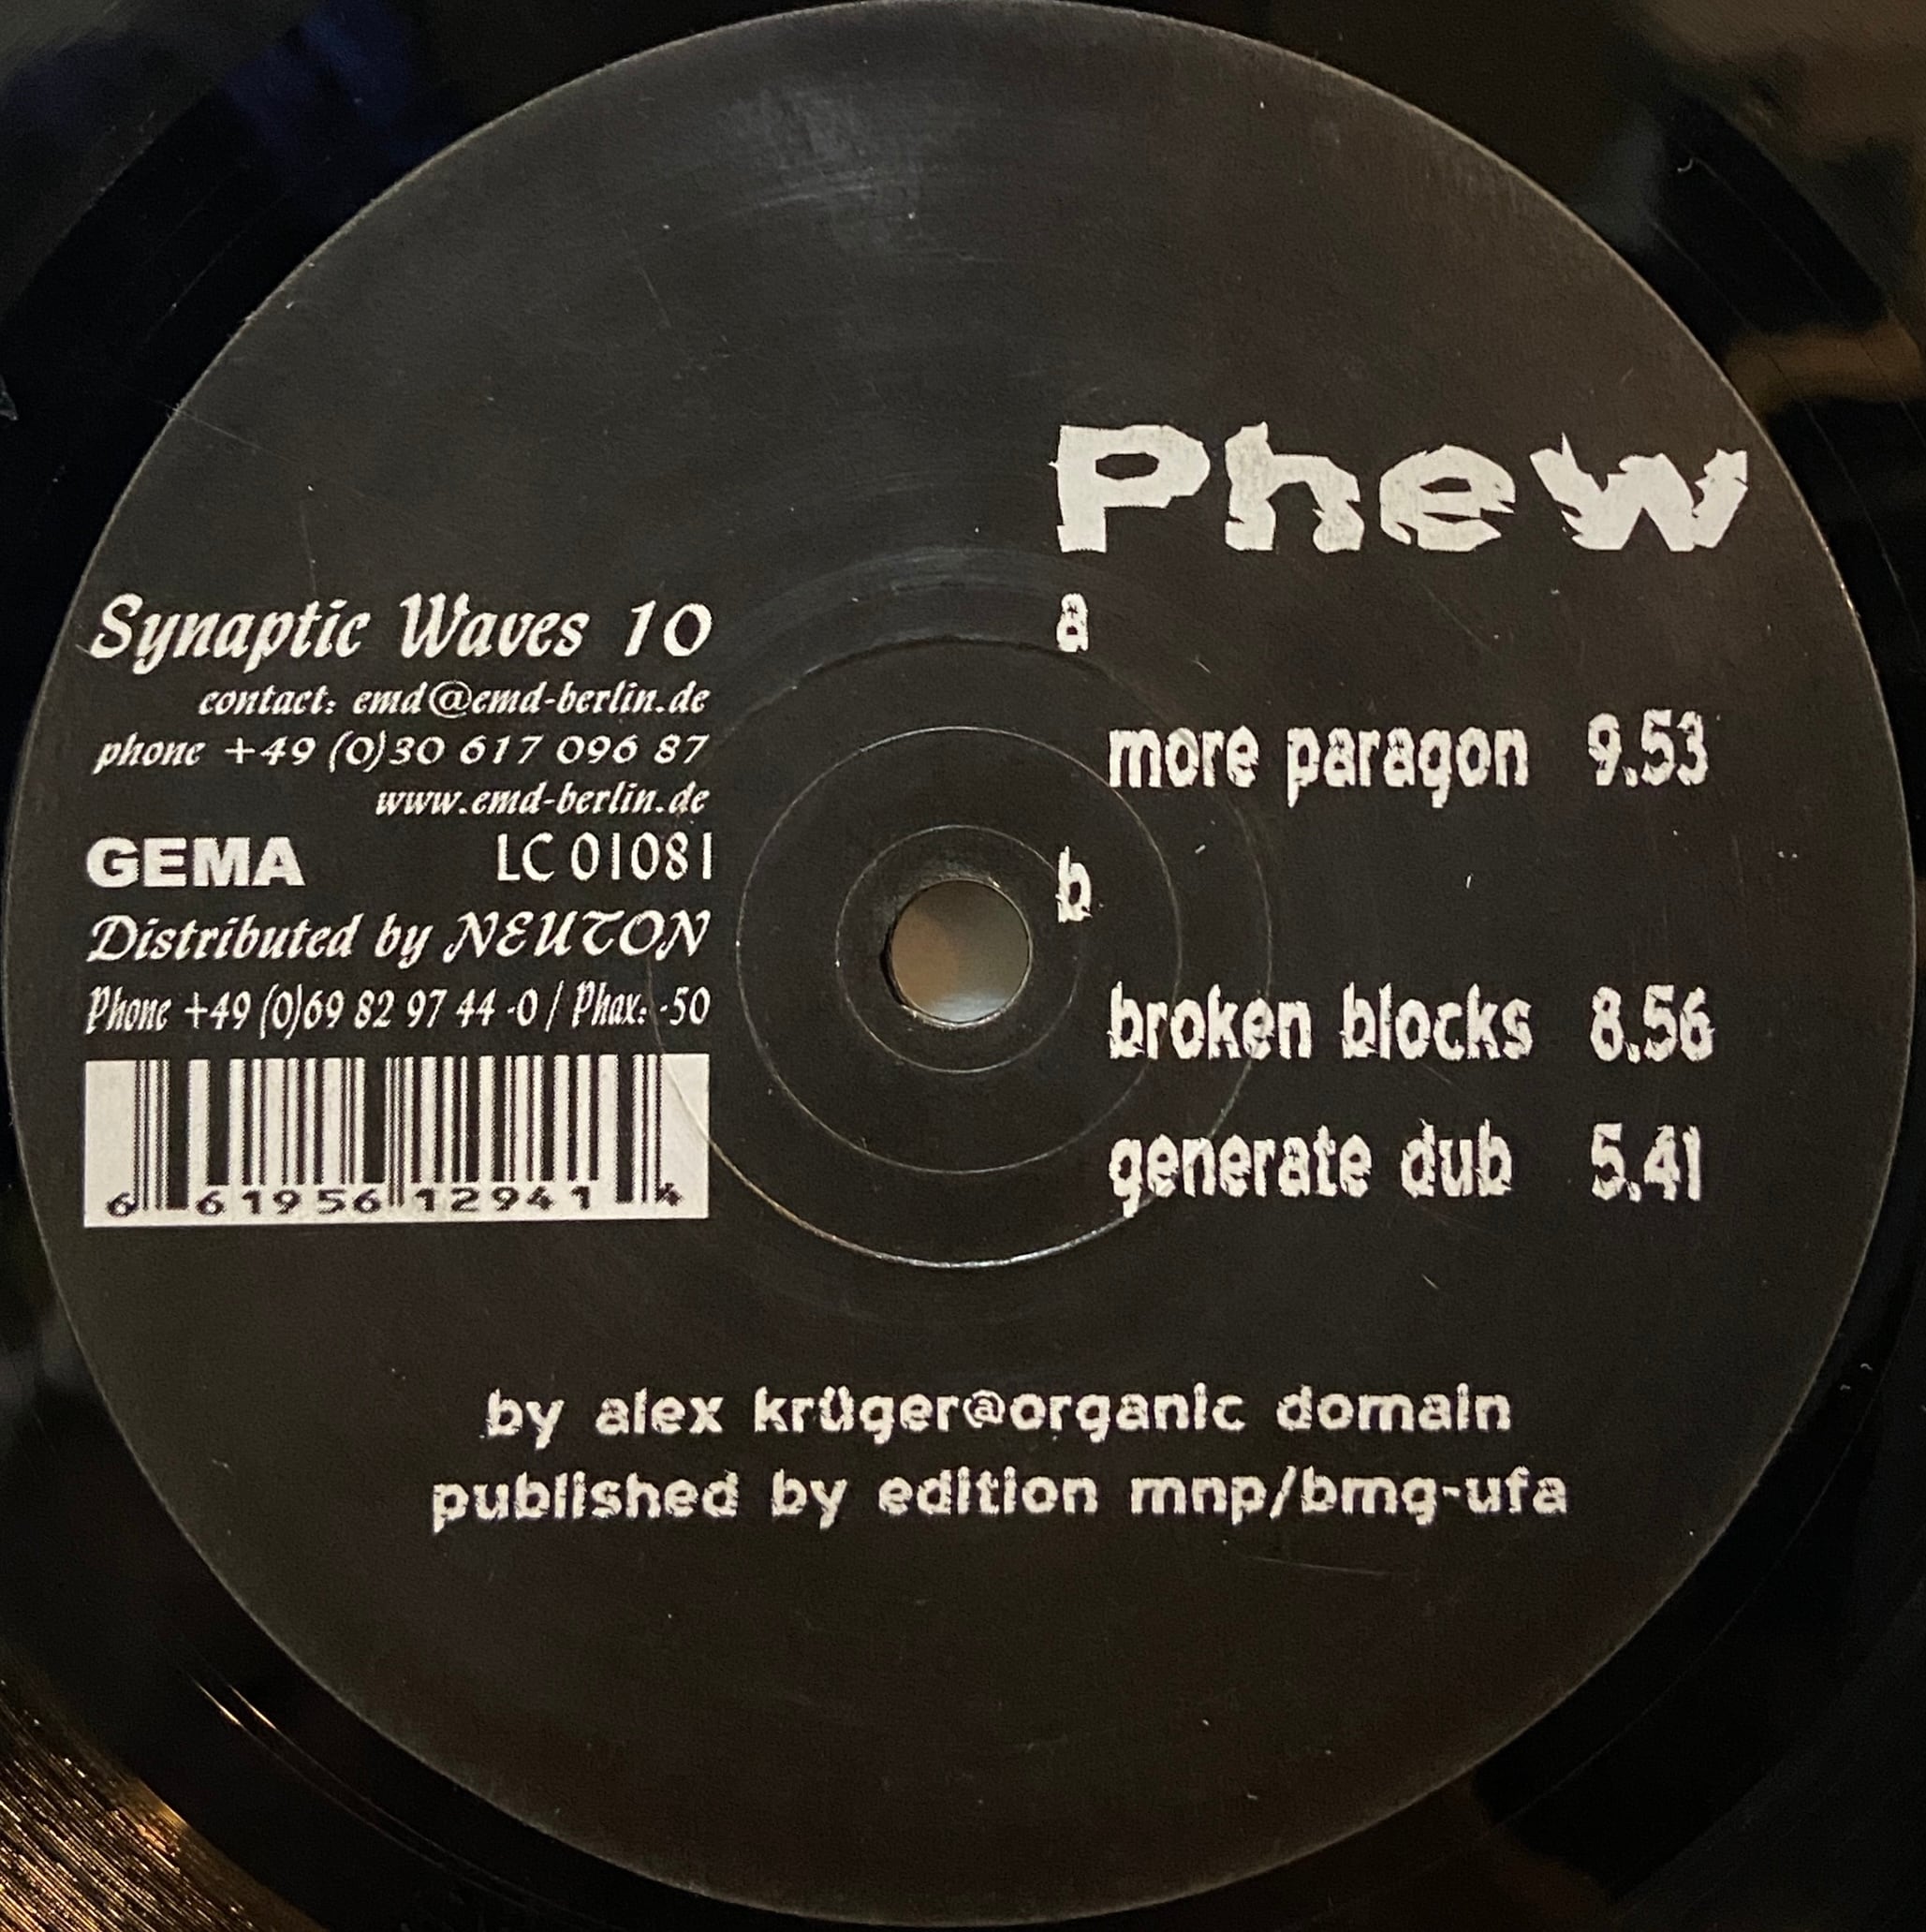 Phew
a
more paragon 9.53
b
broken blocks 8.56
generate dub 5.41
Synaptic Waves 10
contact: emd@emd-berlin.de
phone +49 (0)30 617 096 87
www.emd-berlin.de
GEMA LC 01081
Distributed by NEUTON
Phone +49 (0)69 82 97 44 -0 / Phax: -50
6 61956 12941 4
by alex krüger@organic domain
published by edition mnp/bmg-ufa